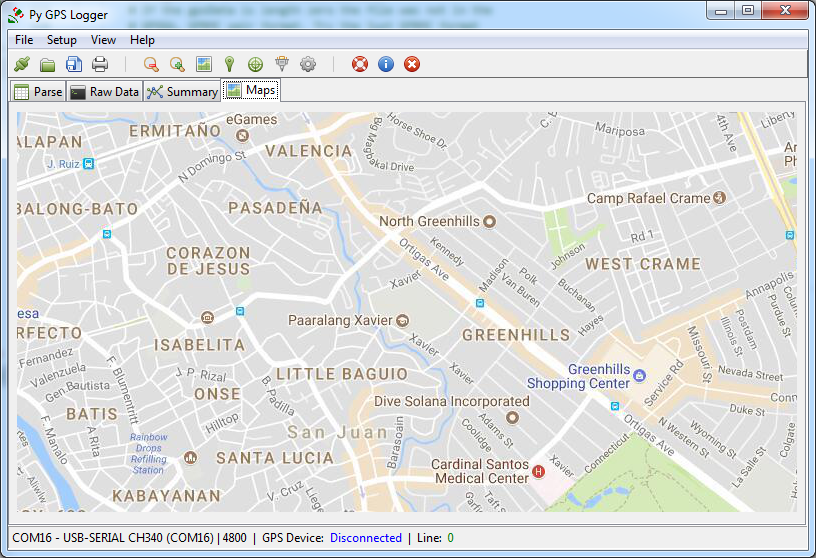 Py GPS Logger
File Setup View Help
Parse Raw Data Summary Maps
eGames
Horse Shoe Dr
Mariposa
4th Ave
Liberty
ERMITAÑO
ALAPAN
VALENCIA
J. Ruiz
N Domingo St
Camp Rafael Crame
BALONG-BATO
PASADEÑA
North Greenhills
Rd 1
Kennedy
Ortigas Ave
Johnson
CORAZON
DE JESUS
WEST CRAME
Madison
Polk
Van Buren
Buchanan
Hayes
Xavier
Annapolis
esa
RFECTO
Paaralang Xavier
GREENHILLS
Postdam
Illinois St
Purdue St
ISABELITA
Xavier
Xavier
Missouri St
Fernandez
Valenzuela
Gen. Bautista
F. Blumentritt
J. P. Rizal
LITTLE BAGUIO
Greenhills
Shopping Center
Service Rd
Nevada Street
ONSE
B. Padilla
Dive Solana Incorporated
Duke St
BATIS
Hilltop
Adams St
Coolidge
Ortigas Ave
N Western St
Wyoming St
Colgate
F. Manalo
A. Rita
San Juan
Barasoain
Rainbow
Drops
Refilling
Station
SANTA LUCIA
Cardinal Santos
Medical Center
Xavier
Connecticut
La Salle St
KABAYANAN
V. Cruz
COM16 - USB-SERIAL CH340 (COM16) | 4800 | GPS Device: Disconnected | Line: 0